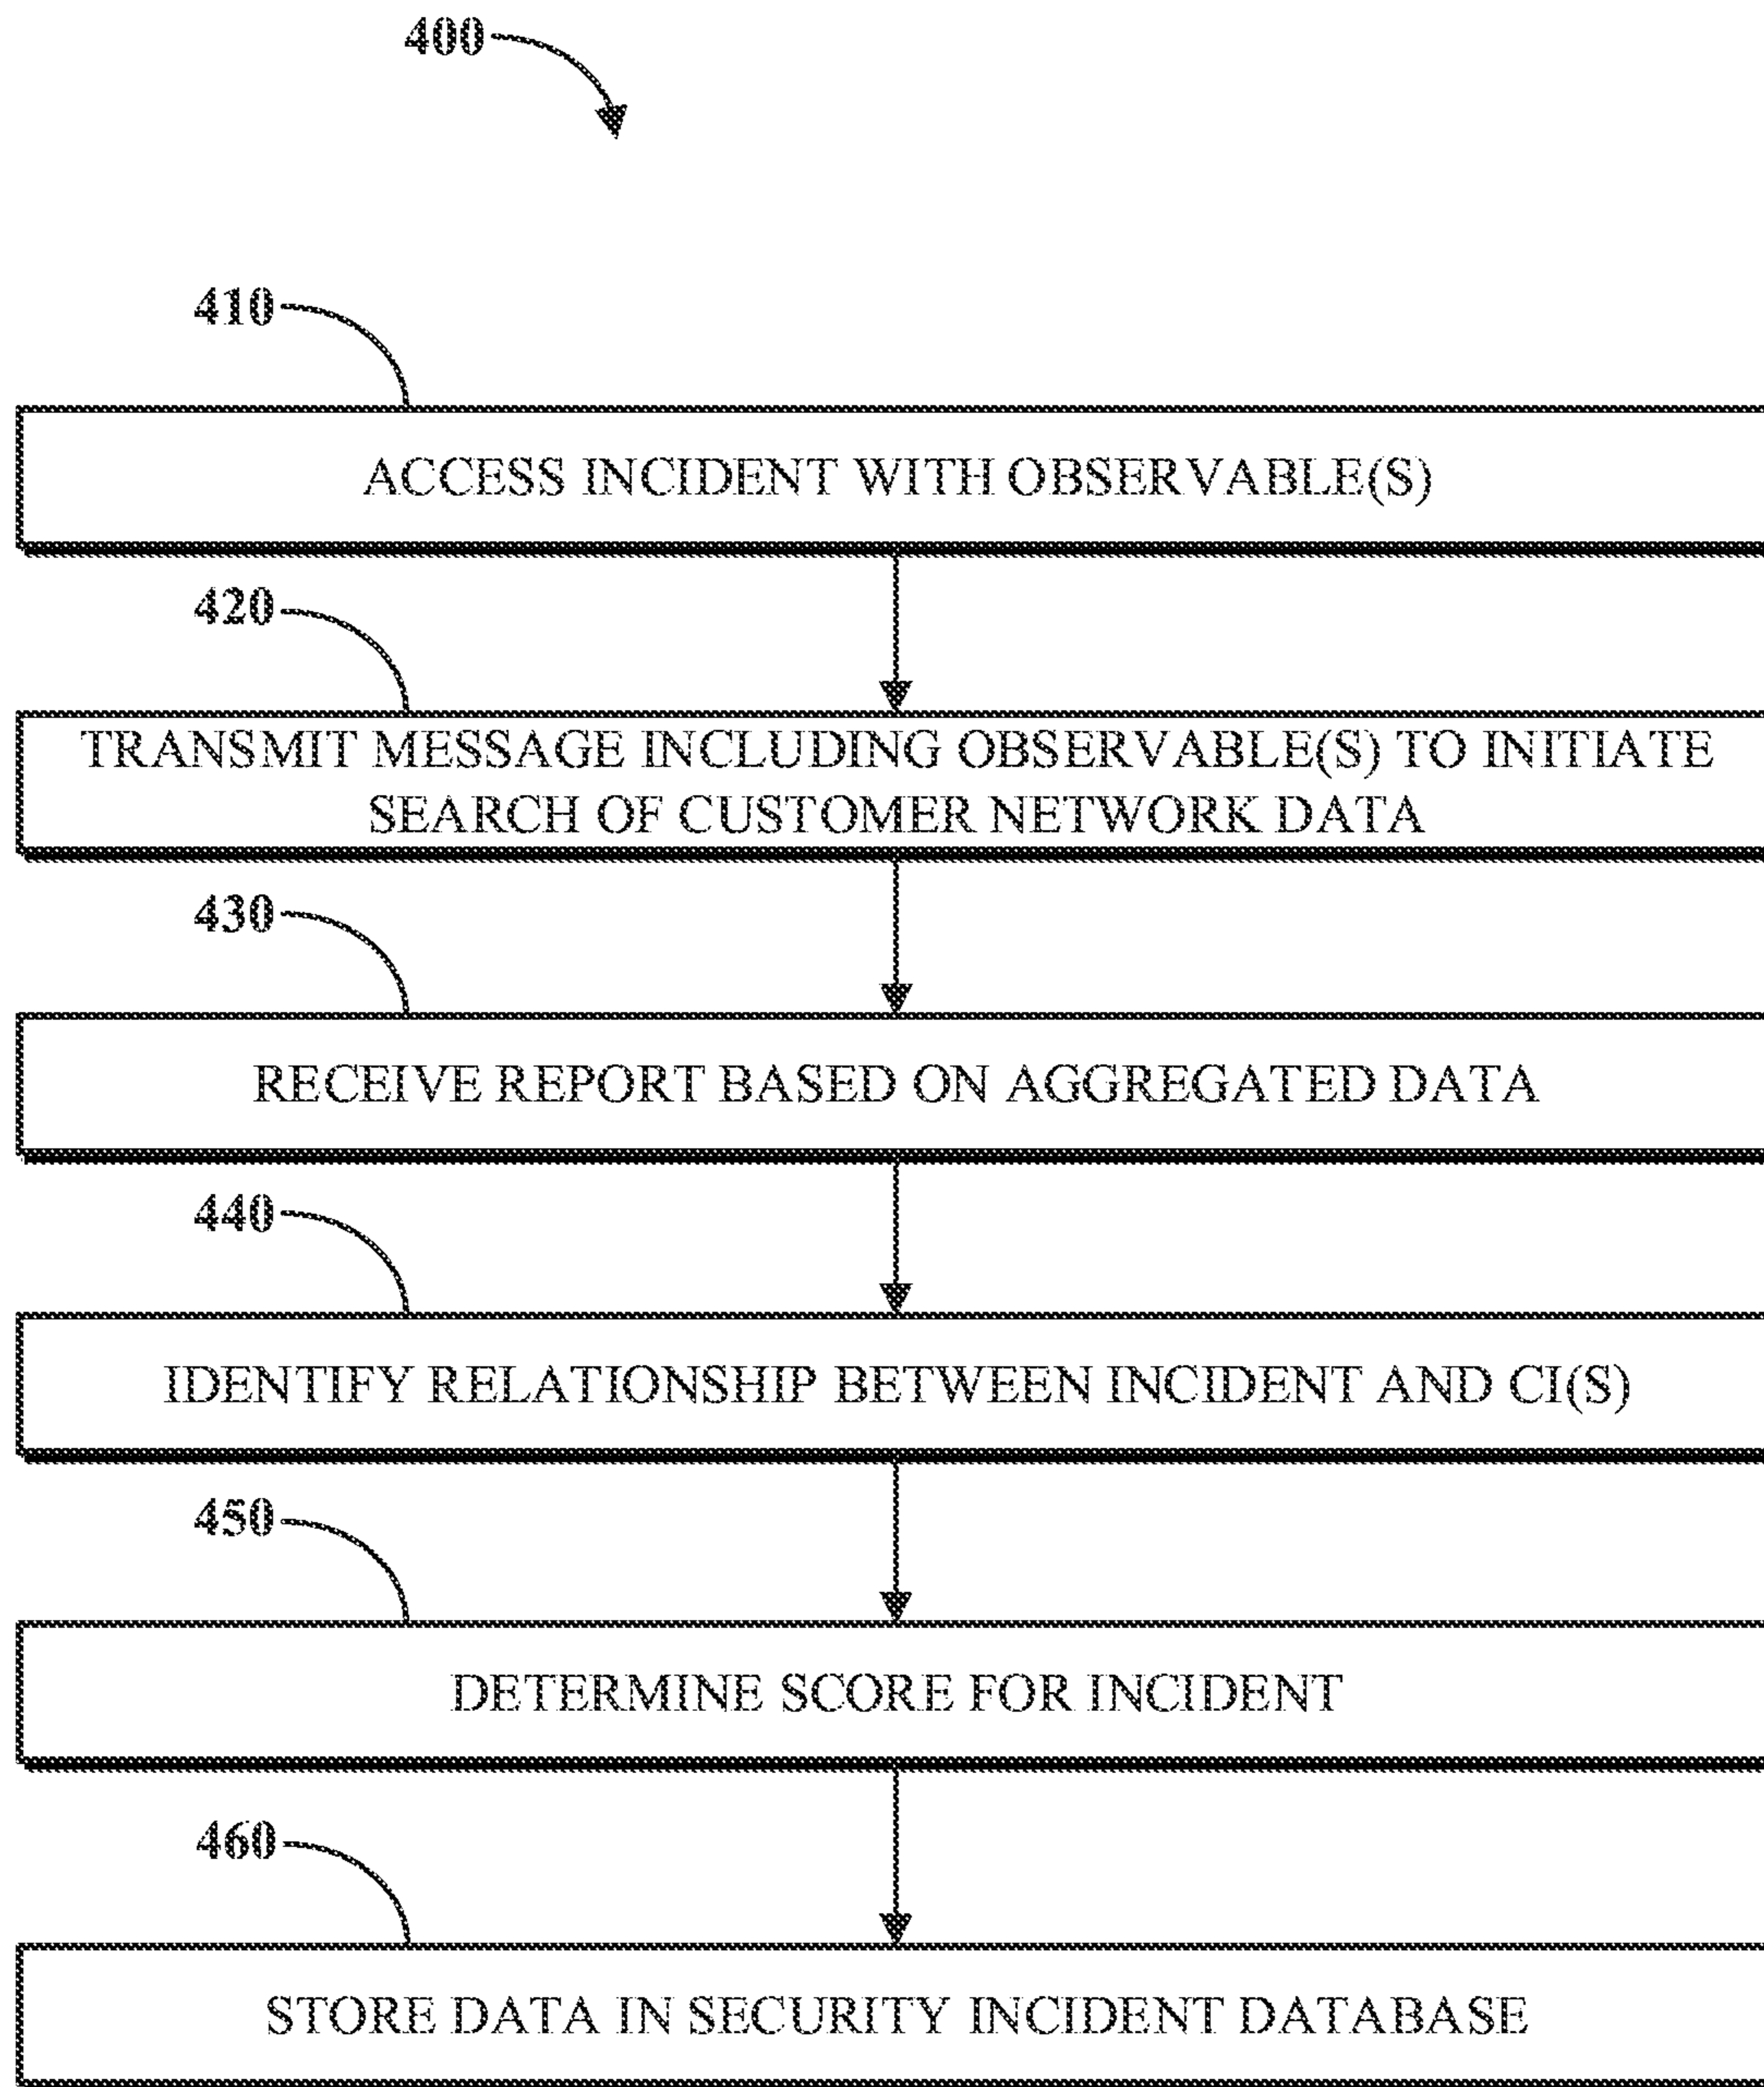 400
410
ACCESS INCIDENT WITH OBSERVABLE(S)
420
TRANSMIT MESSAGE INCLUDING OBSERVABLE(S) TO INITIATE
SEARCH OF CUSTOMER NETWORK DATA
430
RECEIVE REPORT BASED ON AGGREGATED DATA
440
IDENTIFY RELATIONSHIP BETWEEN INCIDENT AND CI(S)
450
DETERMINE SCORE FOR INCIDENT
460
STORE DATA IN SECURITY INCIDENT DATABASE